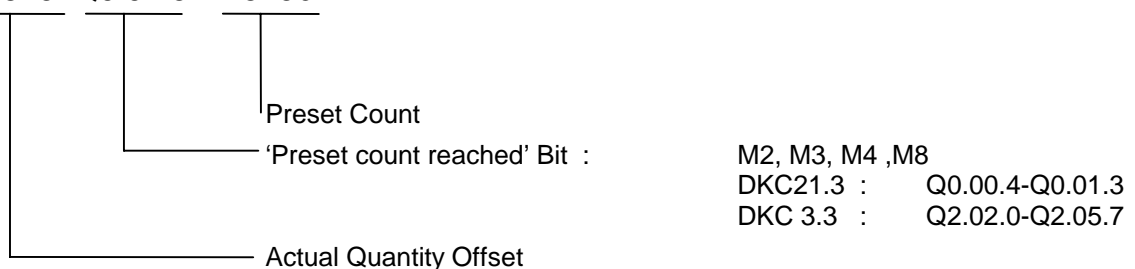 Preset Count
‘Preset count reached’ Bit : M2, M3, M4 ,M8
DKC21.3 : Q0.00.4-Q0.01.3
DKC 3.3 : Q2.02.0-Q2.05.7
Actual Quantity Offset